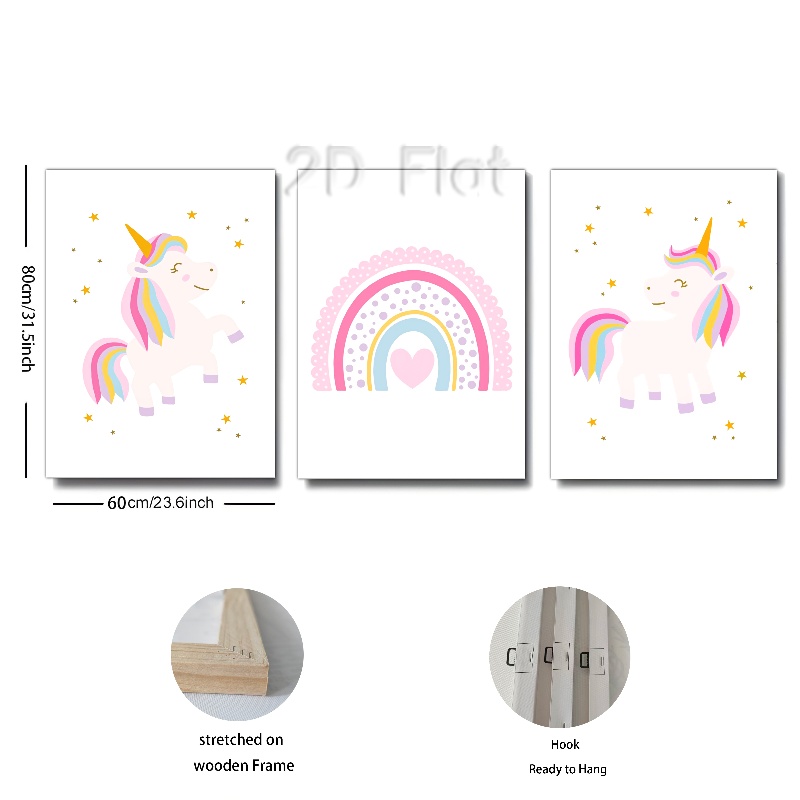 2D Flat
80cm/31.5inch
60cm/23.6inch
stretched on
wooden Frame
Hook
Ready to Hang